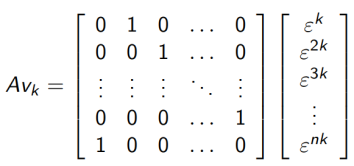 Av_k = [ 0 1 0 … 0 ] [ ε^k ]
[ 0 0 1 … 0 ] [ ε^{2k} ]
[ ⋮ ⋮ ⋮ ⋱ ⋮ ] [ ε^{3k} ]
[ 0 0 0 … 1 ] [ ⋮ ]
[ 1 0 0 … 0 ] [ ε^{nk} ]